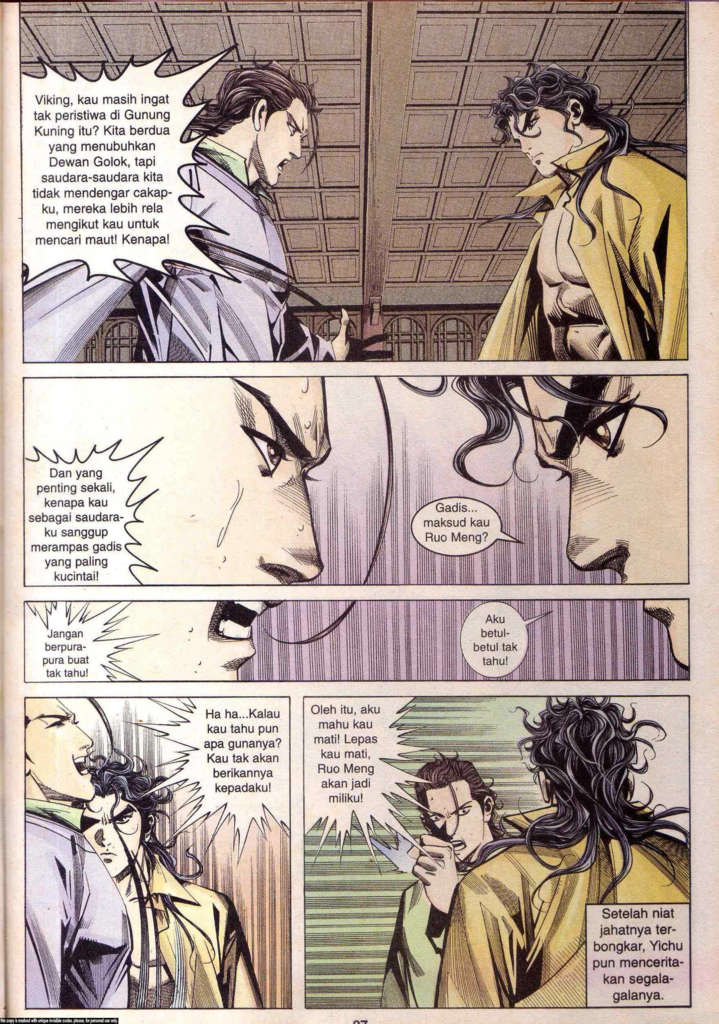 Viking, kau masih ingat
tak peristiwa di Gunung
Kuning itu? Kita berdua
yang menubuhkan
Dewan Golok, tapi
saudara-saudara kita
tidak mendengar cakap-
ku, mereka lebih rela
mengikut kau untuk
mencari maut! Kenapa!
Dan yang
penting sekali,
kenapa kau
sebagai saudara-
ku sanggup
merampas gadis
yang paling
kucintai!
Gadis...
maksud kau
Ruo Meng?
Jangan
berpura-
pura buat
tak tahu!
Aku
betul-
betul tak
tahu!
Ha ha...Kalau
kau tahu pun
apa gunanya?
Kau tak akan
berikannya
kepadaku!
Oleh itu, aku
mahu kau
mati! Lepas
kau mati,
Ruo Meng
akan jadi
miliku!
Setelah niat
jahatnya ter-
bongkar, Yichu
pun mencerita-
kan segala-
galanya.